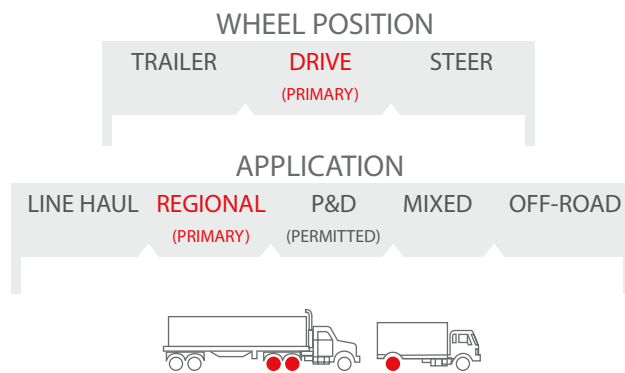 WHEEL POSITION
TRAILER DRIVE STEER
(PRIMARY)
APPLICATION
LINE HAUL REGIONAL P&D MIXED OFF-ROAD
(PRIMARY) (PERMITTED)